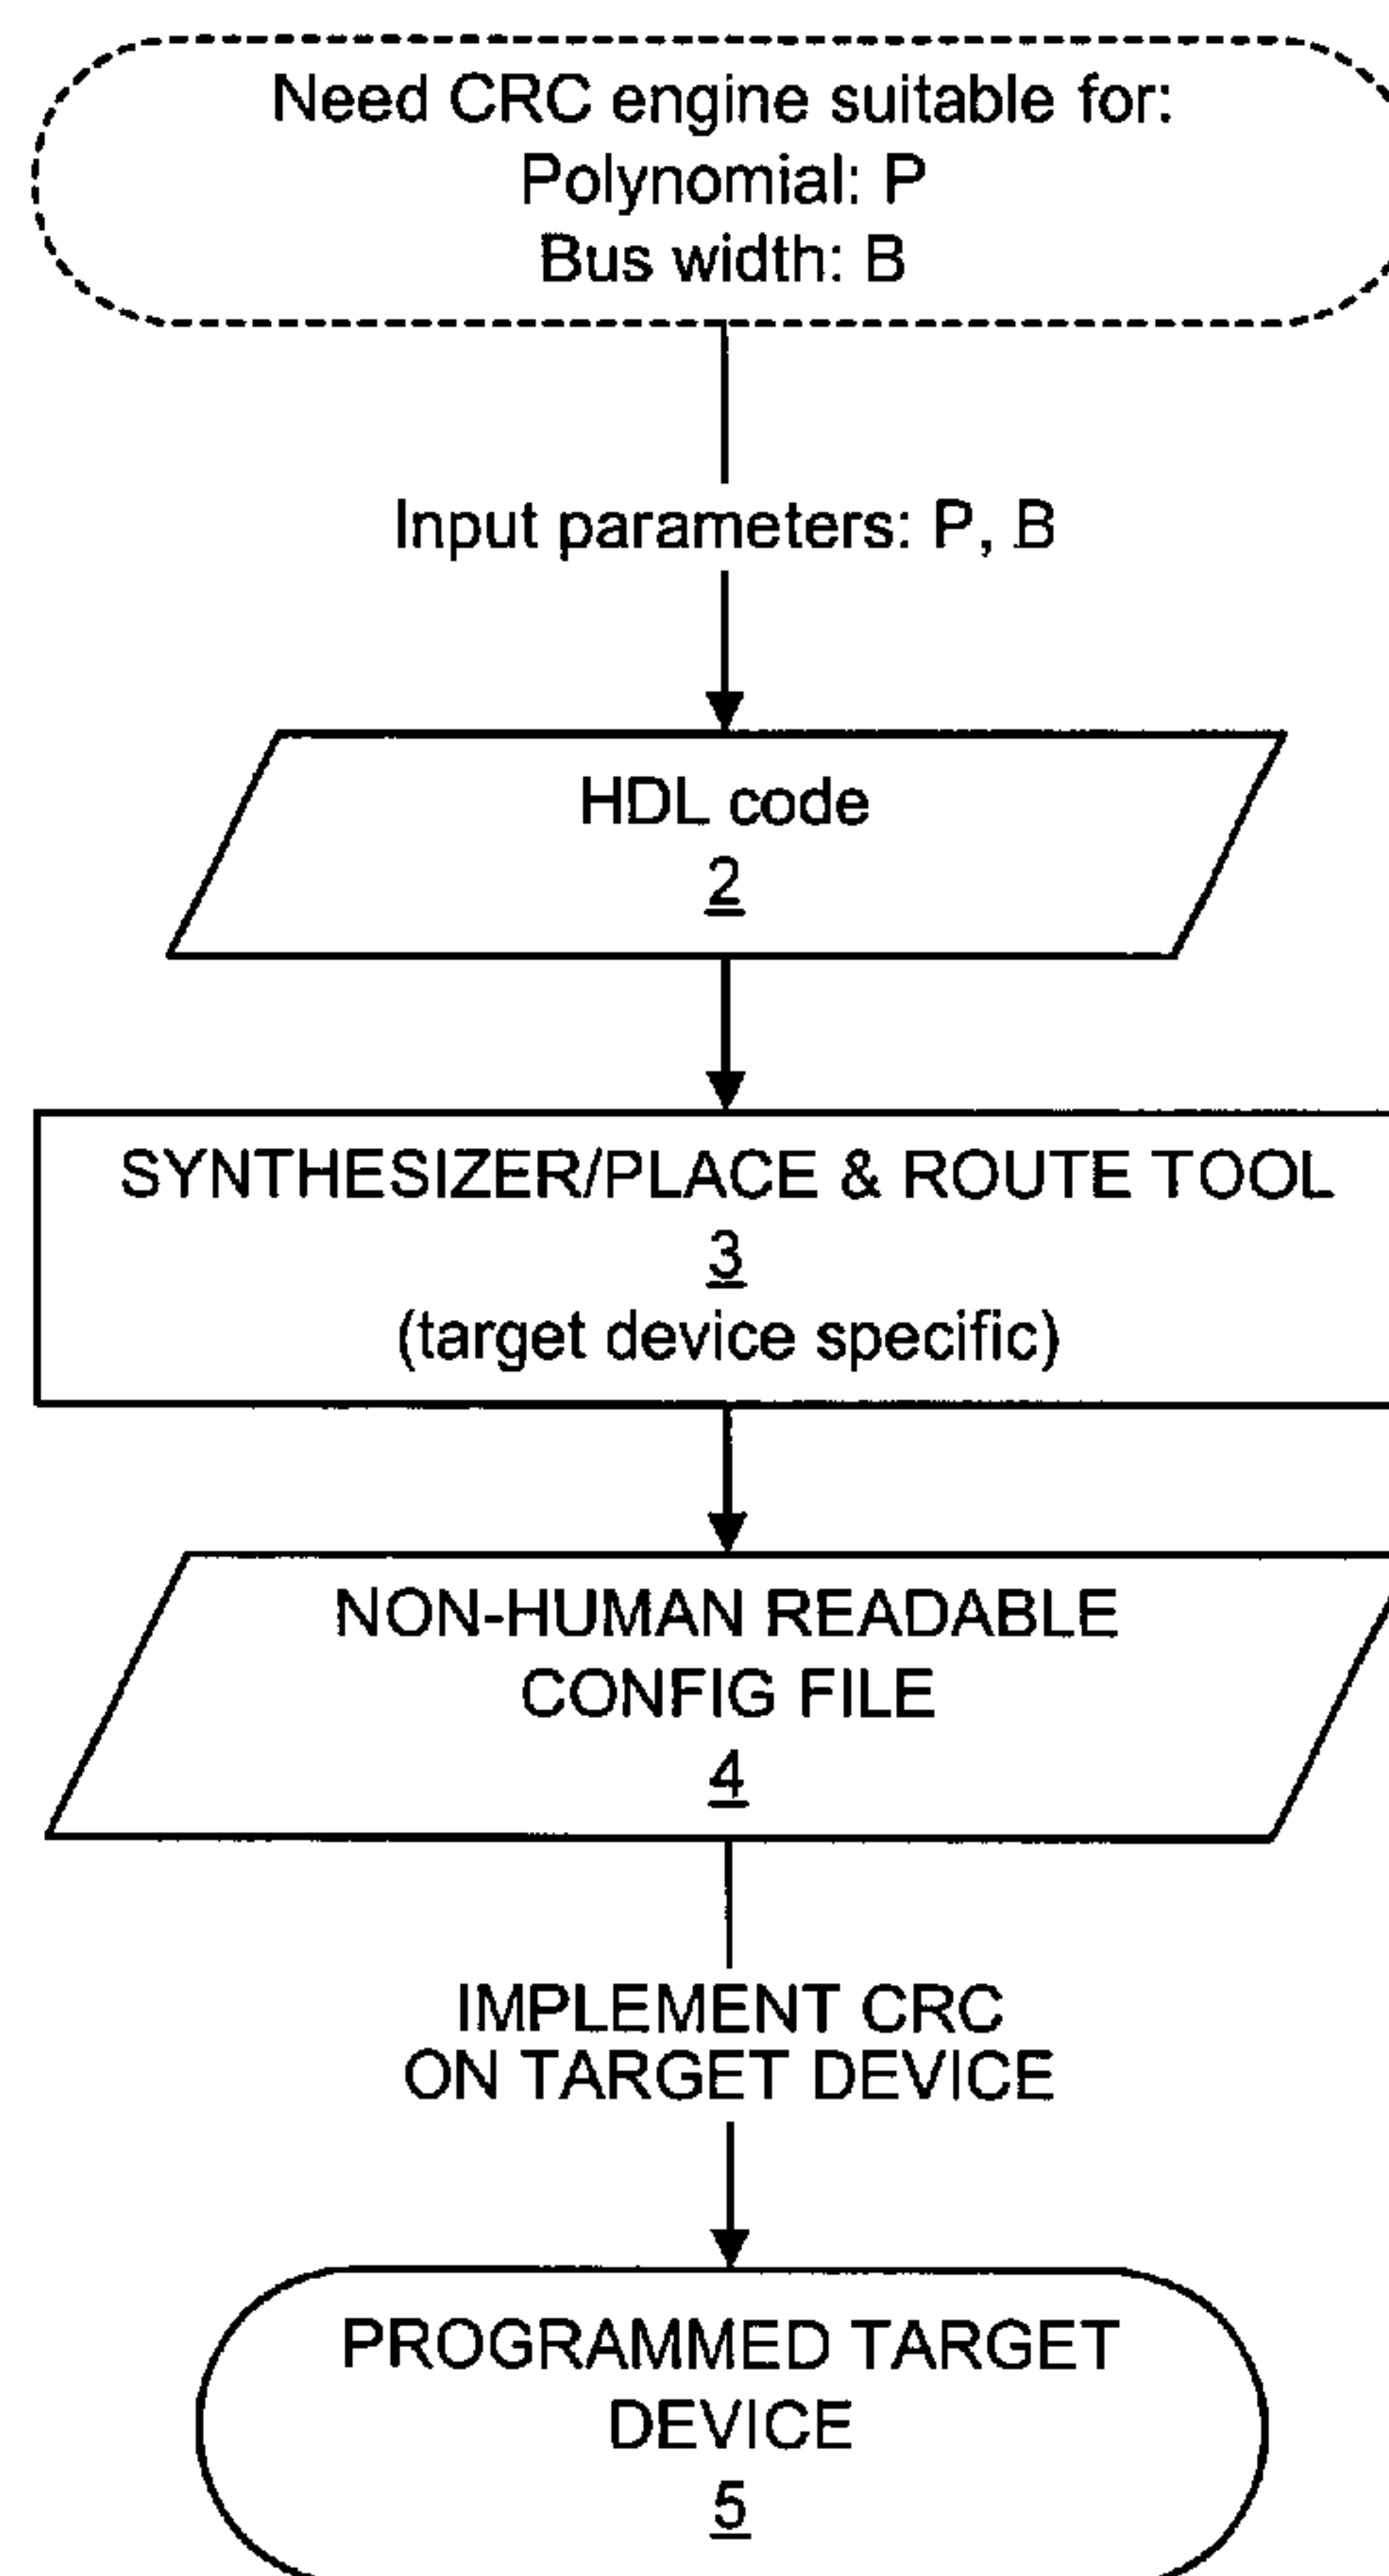 Need CRC engine suitable for:
Polynomial: P
Bus width: B
Input parameters: P, B
HDL code
2
SYNTHESIZER/PLACE & ROUTE TOOL
3
(target device specific)
NON-HUMAN READABLE
CONFIG FILE
4
IMPLEMENT CRC
ON TARGET DEVICE
PROGRAMMED TARGET
DEVICE
5